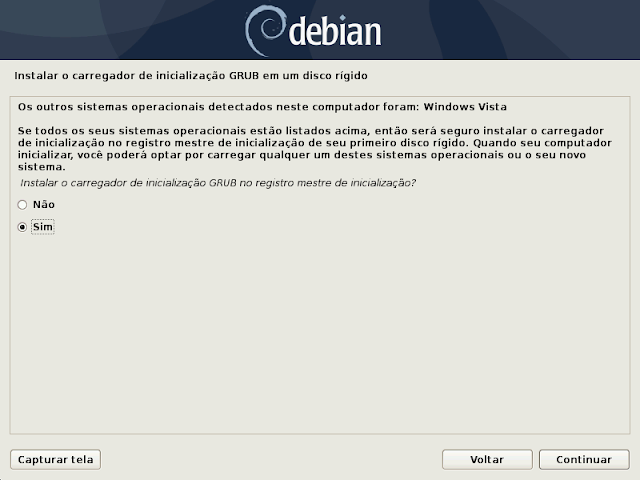 debian
Instalar o carregador de inicialização GRUB em um disco rígido
Os outros sistemas operacionais detectados neste computador foram: Windows Vista
Se todos os seus sistemas operacionais estão listados acima, então será seguro instalar o carregador
de inicialização no registro mestre de inicialização de seu primeiro disco rígido. Quando seu computador
inicializar, você poderá optar por carregar qualquer um destes sistemas operacionais ou o seu novo
sistema.
Instalar o carregador de inicialização GRUB no registro mestre de inicialização?
Não
Sim
Capturar tela Voltar Continuar